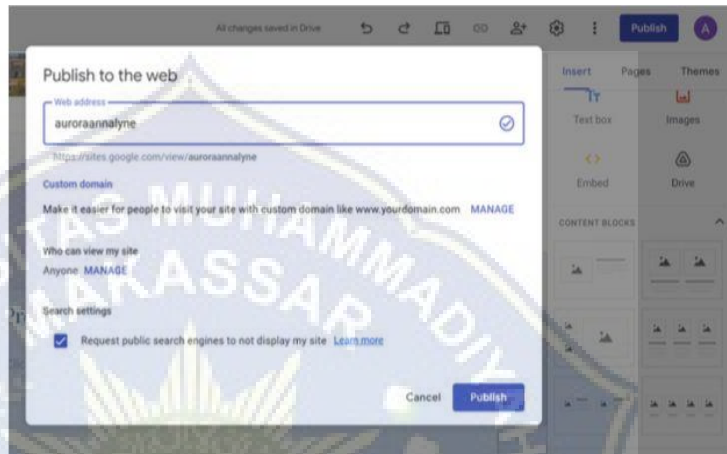 All changes saved in Drive
Publish
A
Publish to the web
Insert Pages Themes
Web address
auroraannalyne
Text box Images
https://sites.google.com/view/auroraannalyne
Embed Drive
Custom domain
Make it easier for people to visit your site with custom domain like www.yourdomain.com MANAGE
CONTENT BLOCKS
Who can view my site
Anyone MANAGE
Search settings
Request public search engines to not display my site Learn more
Cancel Publish
SITAS MUHAMMADIYAH
MAKASSAR